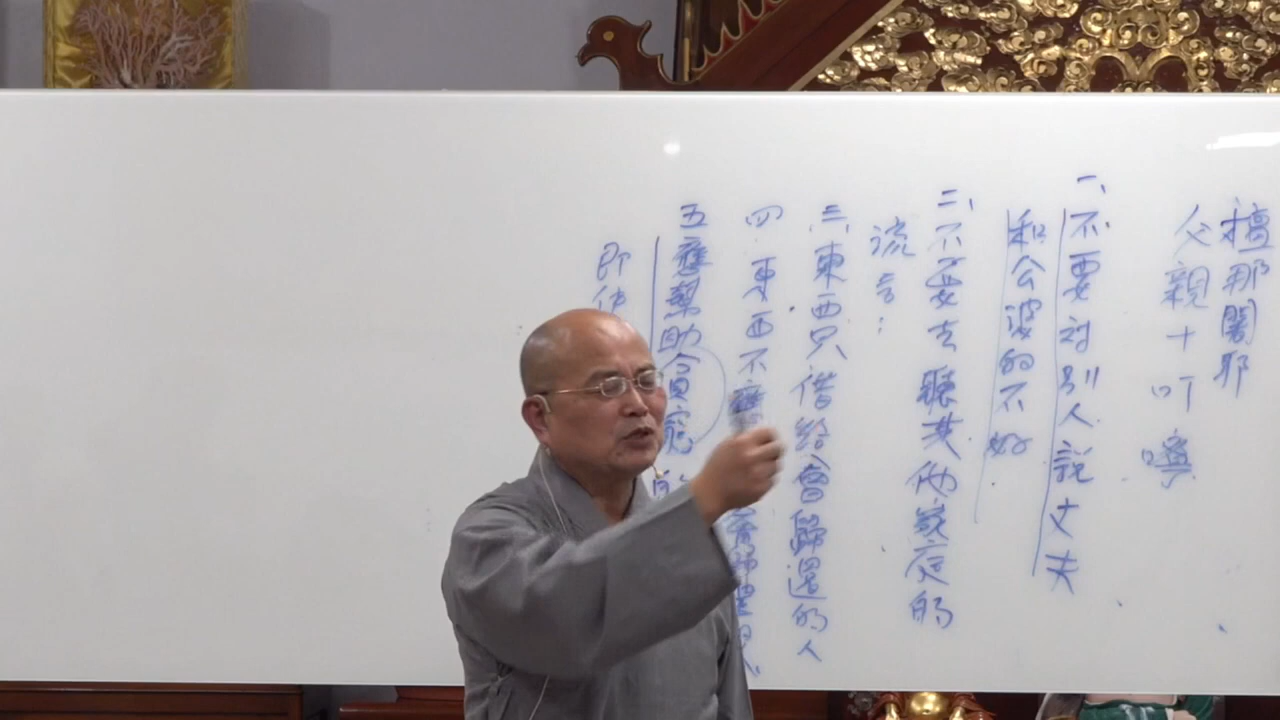 檀那闍耶
父親十叮嚀
一、不要對別人說丈夫
和公婆的不好
二、不要去聽其他家庭的
流言：
三、東西只借給會歸還的人
四、東西不應
五、應幫助貧窮
即使